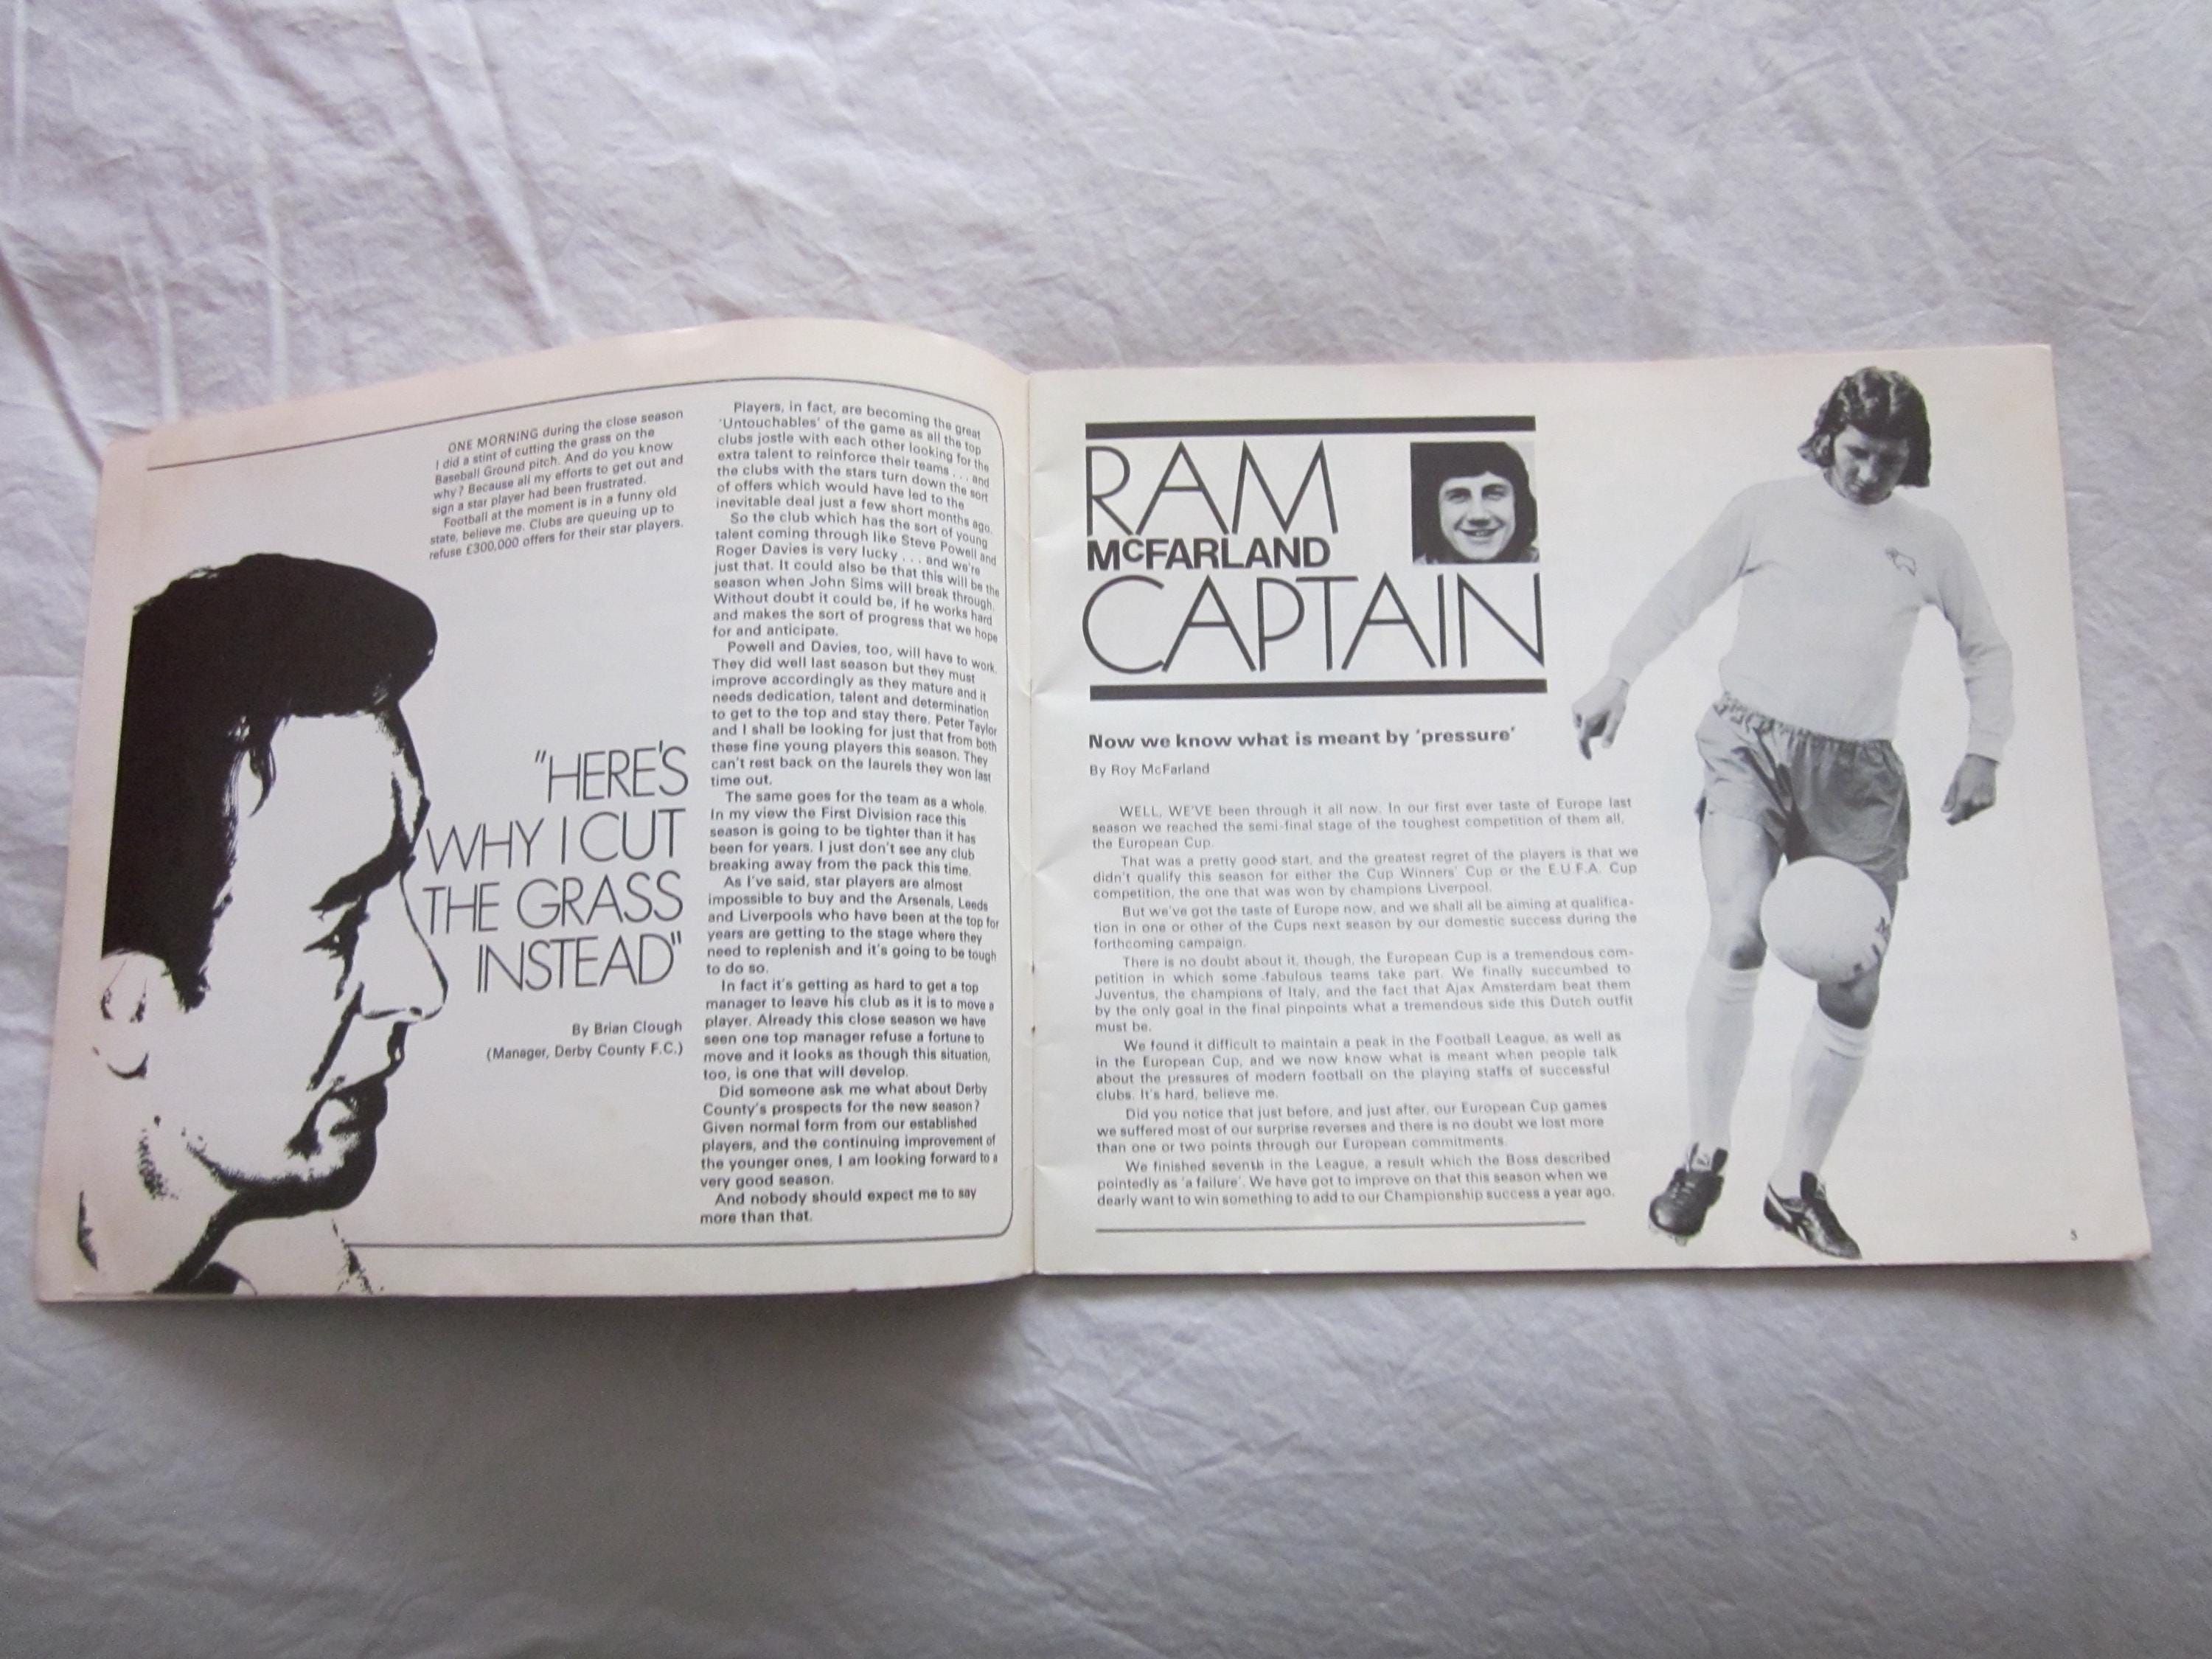 ONE MORNING during the close season
I did a stint of cutting the grass on the
Baseball Ground pitch. And do you know
why? Because all my efforts to get out and
sign a star player had been frustrated.
Football at the moment is in a funny old
state, believe me. Clubs are queuing up to
refuse £300,000 offers for their star players.
"HERE'S
WHY I CUT
THE GRASS
INSTEAD"
By Brian Clough
(Manager, Derby County F.C.)
Players, in fact, are becoming the great
'Untouchables' of the game as all the top
clubs jostle with each other looking for the
extra talent to reinforce their teams . . . and
the clubs with the stars turn down the sort
of offers which would have led to the
inevitable deal just a few short months ago.
So the club which has the sort of young
talent coming through like Steve Powell and
Roger Davies is very lucky . . . and we're
just that. It could also be that this will be the
season when John Sims will break through.
Without doubt it could be, if he works hard
and makes the sort of progress that we hope
for and anticipate.
Powell and Davies, too, will have to work.
They did well last season but they must
improve accordingly as they mature and it
needs dedication, talent and determination
to get to the top and stay there. Peter Taylor
and I shall be looking for just that from both
these fine young players this season. They
can't rest back on the laurels they won last
time out.
The same goes for the team as a whole.
In my view the First Division race this
season is going to be tighter than it has
been for years. I just don't see any club
breaking away from the pack this time.
As I've said, star players are almost
impossible to buy and the Arsenals, Leeds
and Liverpools who have been at the top for
years are getting to the stage where they
need to replenish and it's going to be tough
to do so.
In fact it's getting as hard to get a top
manager to leave his club as it is to move a
player. Already this close season we have
seen one top manager refuse a fortune to
move and it looks as though this situation,
too, is one that will develop.
Did someone ask me what about Derby
County's prospects for the new season?
Given normal form from our established
players, and the continuing improvement of
the younger ones, I am looking forward to a
very good season.
And nobody should expect me to say
more than that.
RAM
McFARLAND
CAPTAIN
Now we know what is meant by 'pressure'
By Roy McFarland
WELL, WE'VE been through it all now. In our first ever taste of Europe last
season we reached the semi-final stage of the toughest competition of them all,
the European Cup.
That was a pretty good start, and the greatest regret of the players is that we
didn't qualify this season for either the Cup Winners' Cup or the E.U.F.A. Cup
competition, the one that was won by champions Liverpool.
But we've got the taste of Europe now, and we shall all be aiming at qualifica-
tion in one or other of the Cups next season by our domestic success during the
forthcoming campaign.
There is no doubt about it, though, the European Cup is a tremendous com-
petition in which some fabulous teams take part. We finally succumbed to
Juventus, the champions of Italy, and the fact that Ajax Amsterdam beat them
by the only goal in the final pinpoints what a tremendous side this Dutch outfit
must be.
We found it difficult to maintain a peak in the Football League, as well as
in the European Cup, and we now know what is meant when people talk
about the pressures of modern football on the playing staffs of successful
clubs. It's hard, believe me.
Did you notice that just before, and just after, our European Cup games
we suffered most of our surprise reverses and there is no doubt we lost more
than one or two points through our European commitments.
We finished seventh in the League, a result which the Boss described
pointedly as 'a failure'. We have got to improve on that this season when we
dearly want to win something to add to our Championship success a year ago.
5